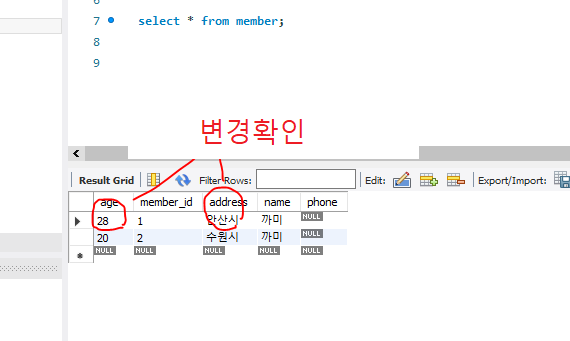 6
7 select * from member;
8
9
변경확인
Result Grid Filter Rows: Edit: Export/Import:
age member_id address name phone
28 1 안산시 까미 NULL
20 2 수원시 까미 NULL
NULL NULL NULL NULL NULL